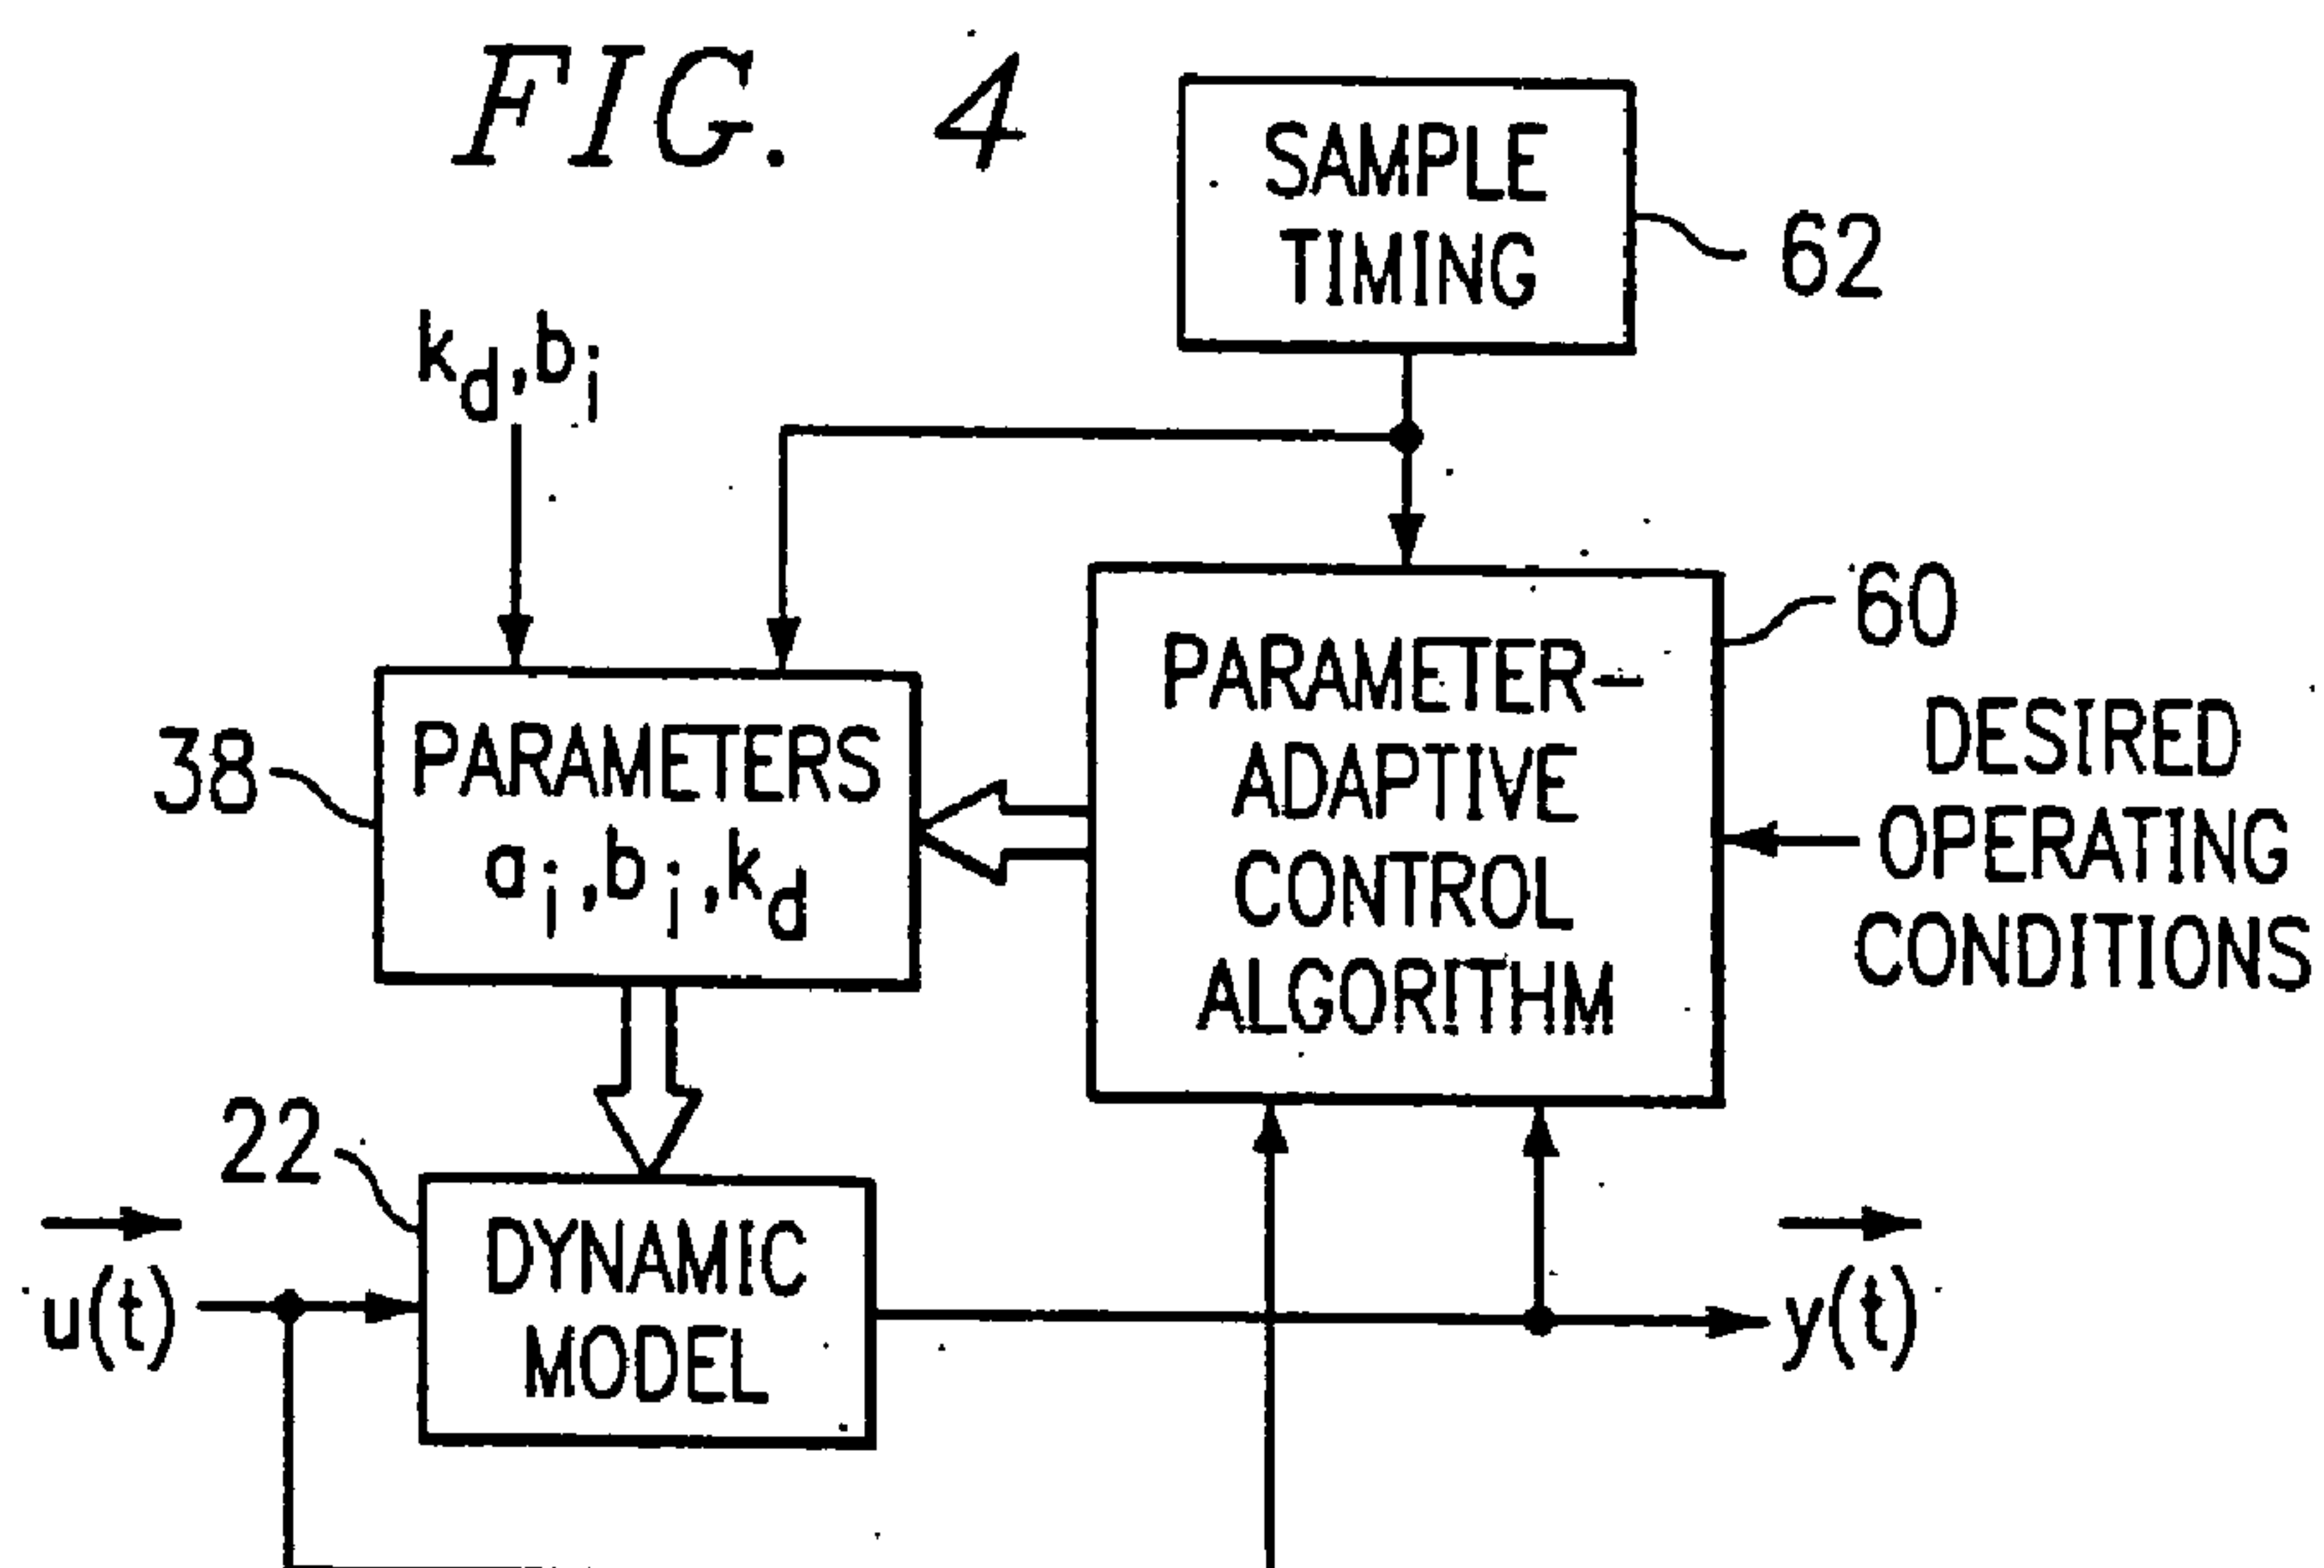 FIG. 4
SAMPLE
TIMING
62
k_d,b_i
60
PARAMETER-
ADAPTIVE
CONTROL
ALGORITHM
DESIRED
OPERATING
CONDITIONS
38
PARAMETERS
a_i,b_i,k_d
22
DYNAMIC
MODEL
u(t)
y(t)